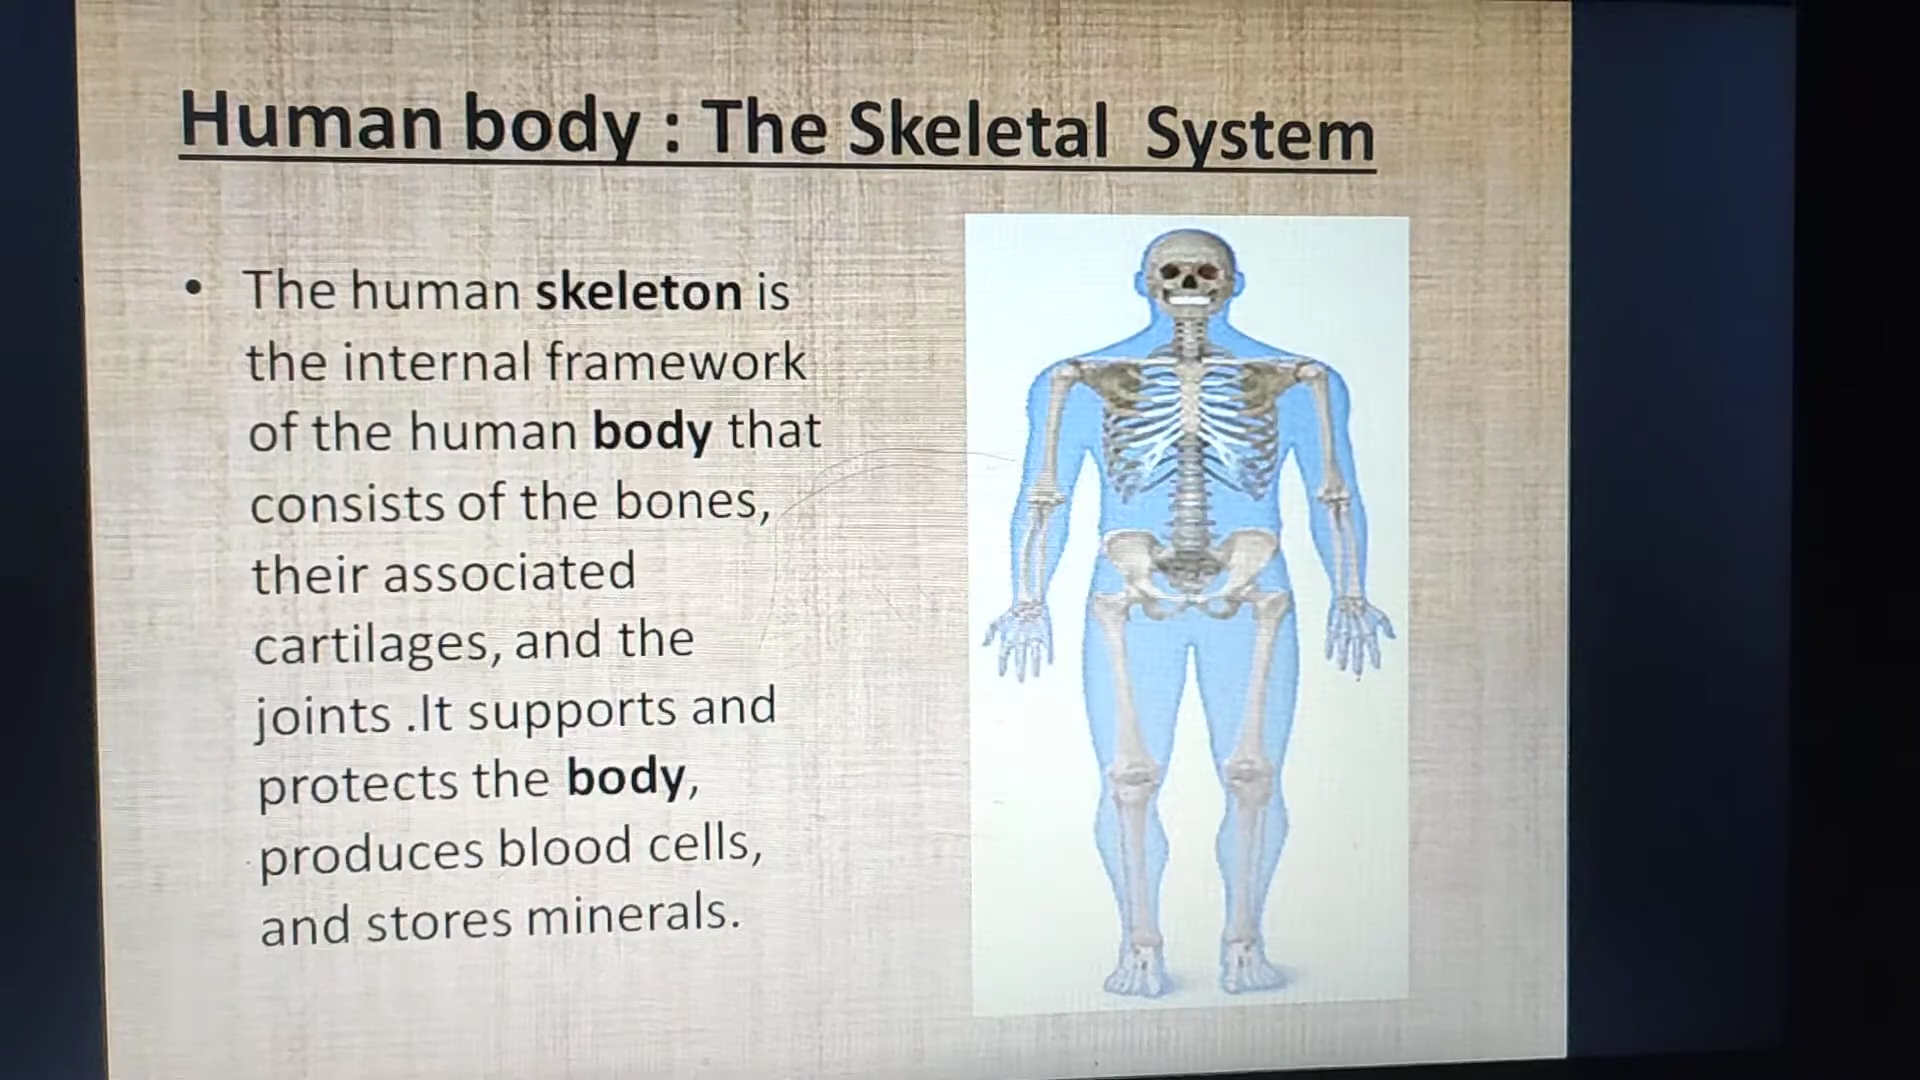 Human body : The Skeletal System
• The human skeleton is
the internal framework
of the human body that
consists of the bones,
their associated
cartilages, and the
joints .It supports and
protects the body,
produces blood cells,
and stores minerals.